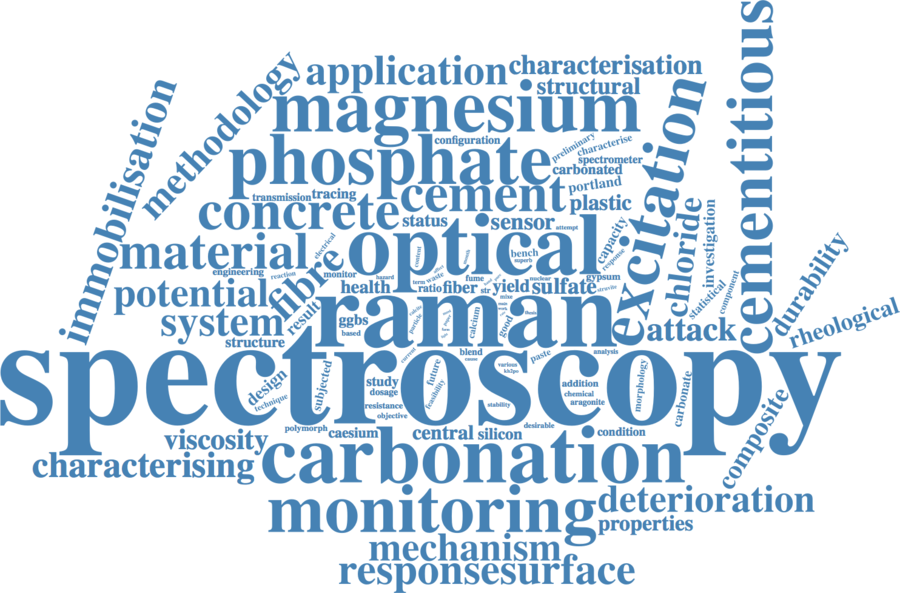 cementitious
application
characterisation
methodology
structural
immobilisation
magnesium
excitation
configuration
preliminary
characterise
phosphate
spectrometer
carbonated
portland
cement
transmission
tracing
plastic
concrete
status
sensor
attempt
chloride
investigation
capacity
response
optical
material
electrical
content
bench
superb
durability
engineering
reaction
fibre
monitor
hazard
waste
fume
nuclear
gypsum
potential
health
term
ratio
fiber
str
yield
sulfate
statistical
component
raman
system
result
ggbs
based
particle
calcium
good
attack
rheological
structure
current
blend
cause
paste
analysis
spectroscopy
design
technique
subjected
study
dosage
future
feasibility
various
kh2po
addition
chemical
aragonite
morphology
carbonate
resistance
objective
stability
composite
polymorph
caesium
central
silicon
desirable
condition
viscosity
characterising
carbonation
monitoring
deterioration
properties
mechanism
responsesurface